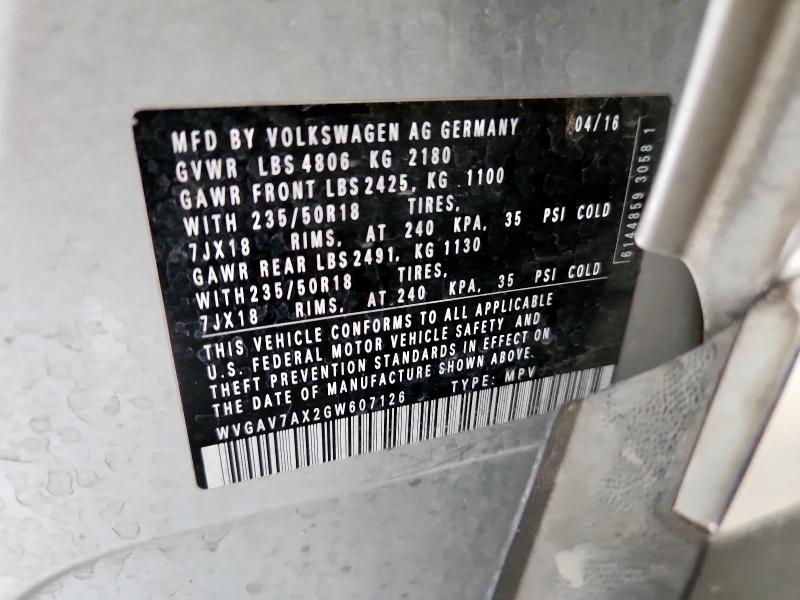 MFD BY VOLKSWAGEN AG GERMANY 04/16
GVWR LBS 4806 KG 2180
GAWR FRONT LBS 2425, KG 1100
WITH 235/50R18 TIRES,
7JX18 RIMS, AT 240 KPA, 35 PSI COLD
GAWR REAR LBS 2491, KG 1130
WITH 235/50R18 TIRES,
7JX18 RIMS, AT 240 KPA, 35 PSI COLD
THIS VEHICLE CONFORMS TO ALL APPLICABLE
U.S. FEDERAL MOTOR VEHICLE SAFETY AND
THEFT PREVENTION STANDARDS IN EFFECT ON
THE DATE OF MANUFACTURE SHOWN ABOVE.
WVGAV7AX2GW607126 TYPE: MPV
6144859 3058 1